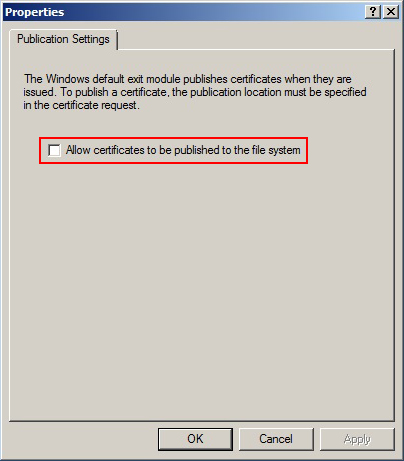 Properties
Publication Settings
The Windows default exit module publishes certificates when they are
issued. To publish a certificate, the publication location must be specified
in the certificate request.
Allow certificates to be published to the file system
OK
Cancel
Apply